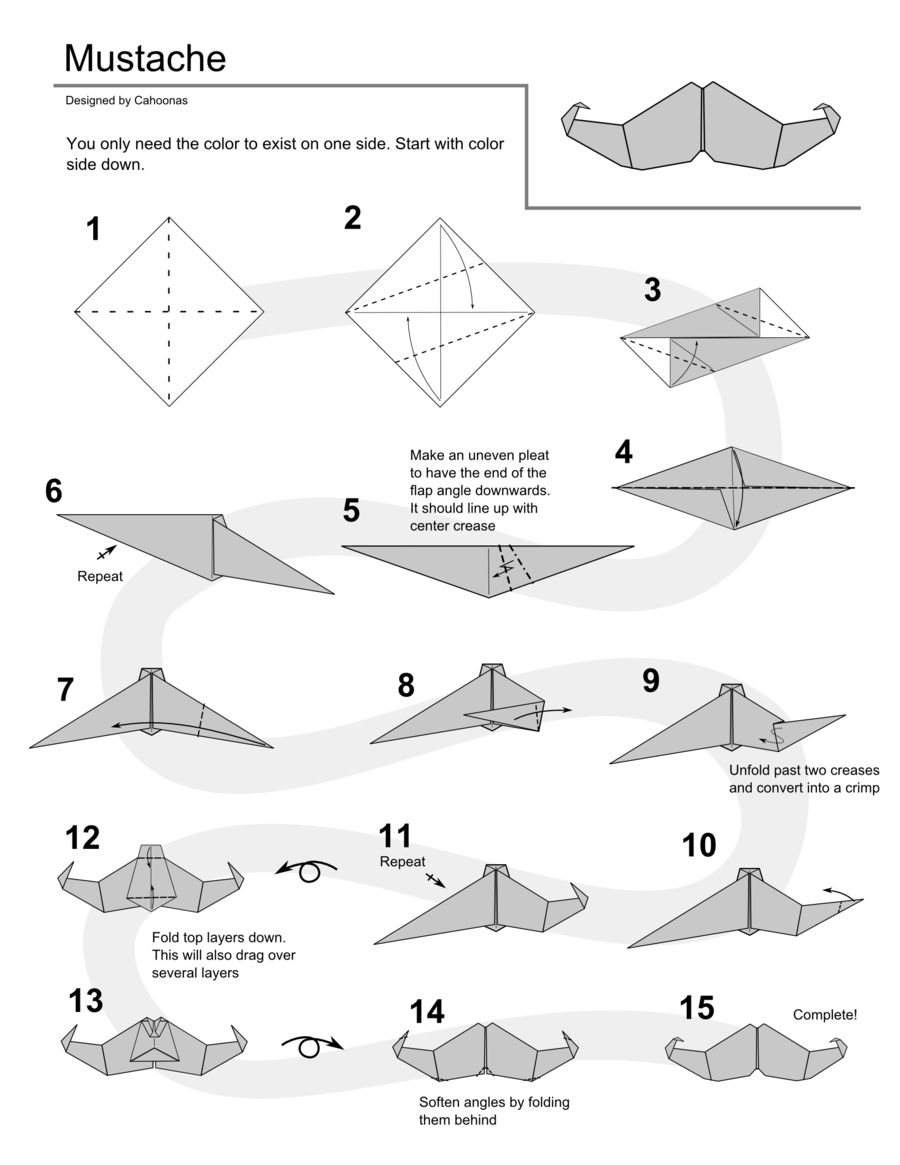 Mustache
Designed by Cahoonas
You only need the color to exist on one side. Start with color
side down.
1
2
3
4
Make an uneven pleat
to have the end of the
flap angle downwards.
It should line up with
center crease
5
6
Repeat
7
8
9
Unfold past two creases
and convert into a crimp
10
11
Repeat
12
Fold top layers down.
This will also drag over
several layers
13
14
Soften angles by folding
them behind
15
Complete!